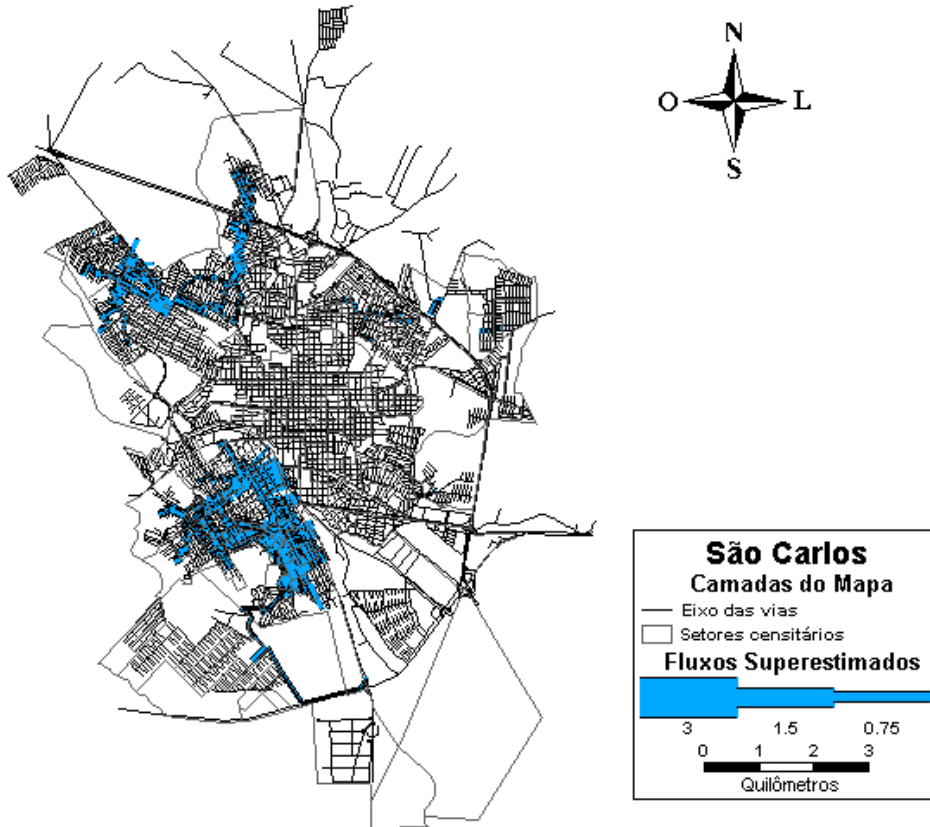 N
O L
S
São Carlos
Camadas do Mapa
Eixo das vias
Setores censitários
Fluxos Superestimados
3 1.5 0.75
0 1 2 3
Quilômetros